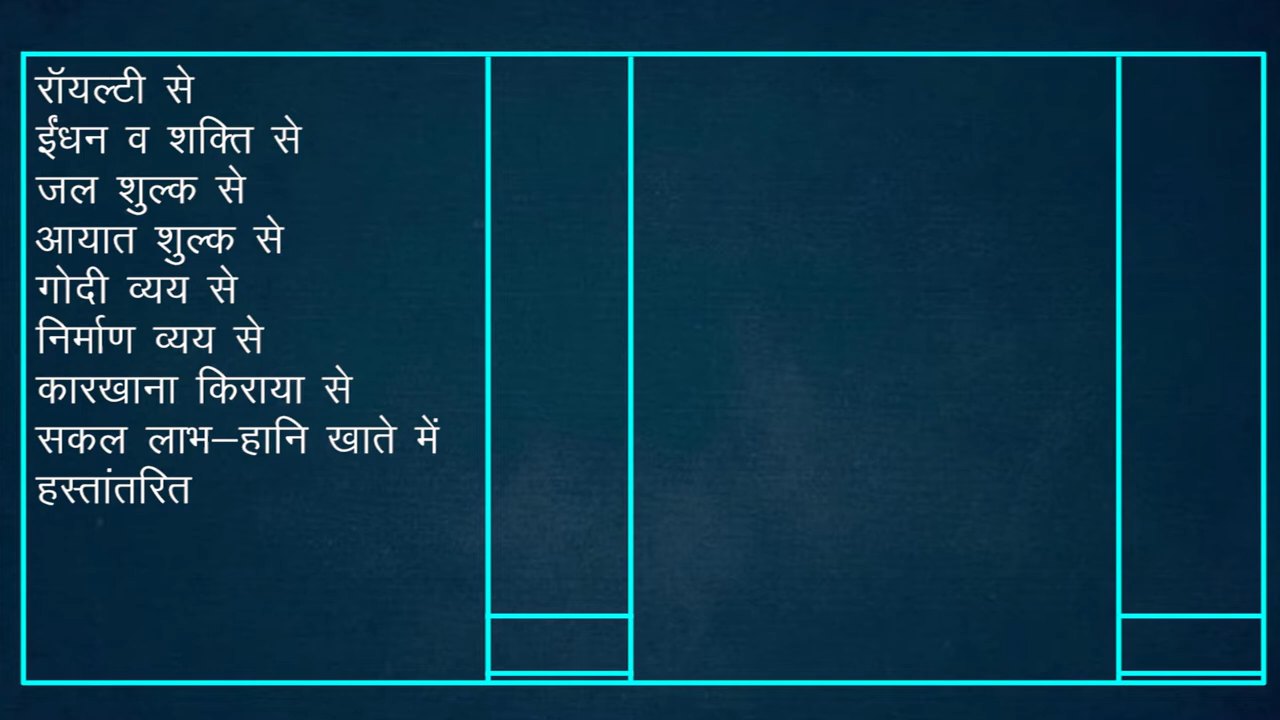 रॉयल्टी से
ईंधन व शक्ति से
जल शुल्क से
आयात शुल्क से
गोदी व्यय से
निर्माण व्यय से
कारखाना किराया से
सकल लाभ–हानि खाते में
हस्तांतरित